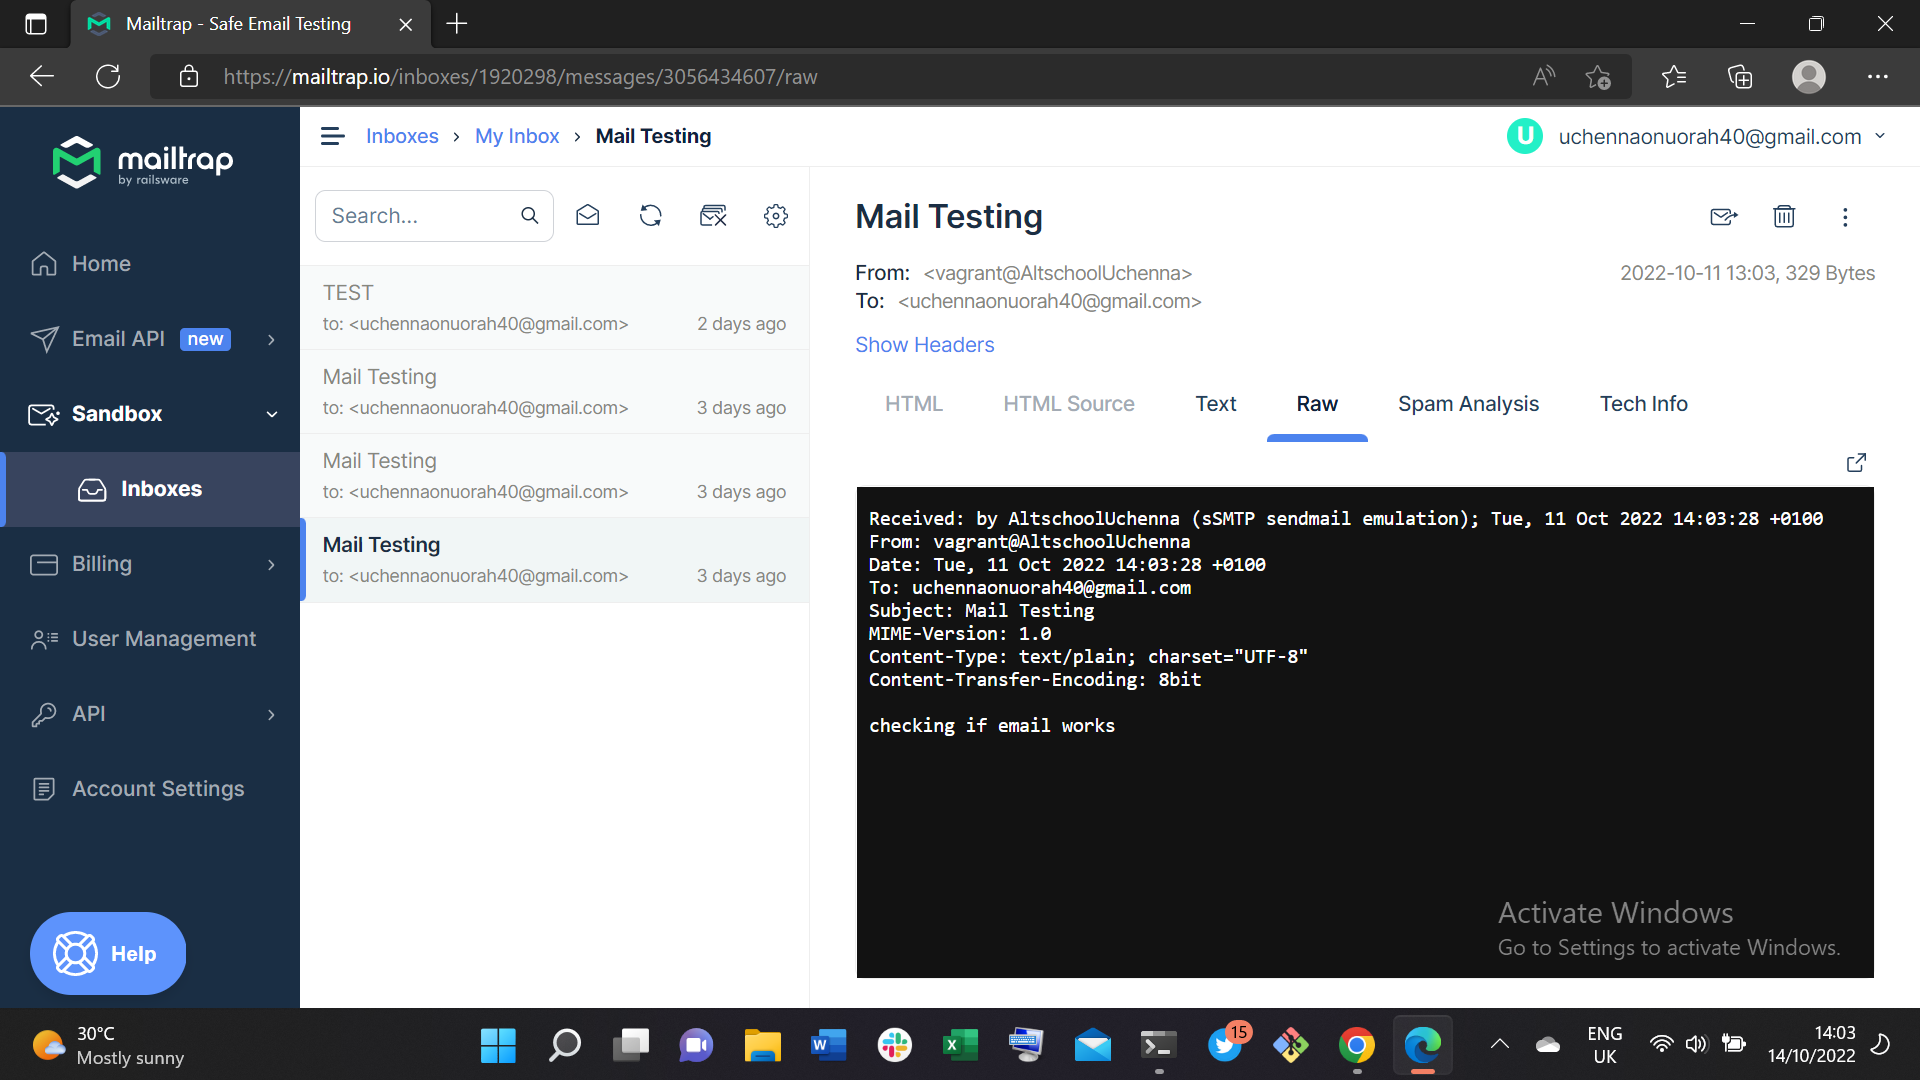 Mailtrap - Safe Email Testing
https://mailtrap.io/inboxes/1920298/messages/3056434607/raw
mailtrap
by railsware
Inboxes › My Inbox › Mail Testing
U uchennaonuorah40@gmail.com
Home
Email API new
Sandbox
Inboxes
Billing
User Management
API
Account Settings
Help
Search...
TEST
to: <uchennaonuorah40@gmail.com> 2 days ago
Mail Testing
to: <uchennaonuorah40@gmail.com> 3 days ago
Mail Testing
to: <uchennaonuorah40@gmail.com> 3 days ago
Mail Testing
to: <uchennaonuorah40@gmail.com> 3 days ago
Mail Testing
From: <vagrant@AltschoolUchenna> 2022-10-11 13:03, 329 Bytes
To: <uchennaonuorah40@gmail.com>
Show Headers
HTML HTML Source Text Raw Spam Analysis Tech Info
Received: by AltschoolUchenna (sSMTP sendmail emulation); Tue, 11 Oct 2022 14:03:28 +0100
From: vagrant@AltschoolUchenna
Date: Tue, 11 Oct 2022 14:03:28 +0100
To: uchennaonuorah40@gmail.com
Subject: Mail Testing
MIME-Version: 1.0
Content-Type: text/plain; charset="UTF-8"
Content-Transfer-Encoding: 8bit
checking if email works
Activate Windows
Go to Settings to activate Windows.
30°C
Mostly sunny
15
ENG
UK
14:03
14/10/2022